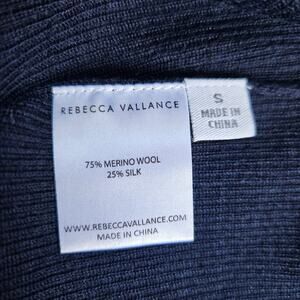 REBECCA VALLANCE
75% MERINO WOOL
25% SILK
WWW.REBECCAVALLANCE.COM
MADE IN CHINA
S
MADE IN
CHINA